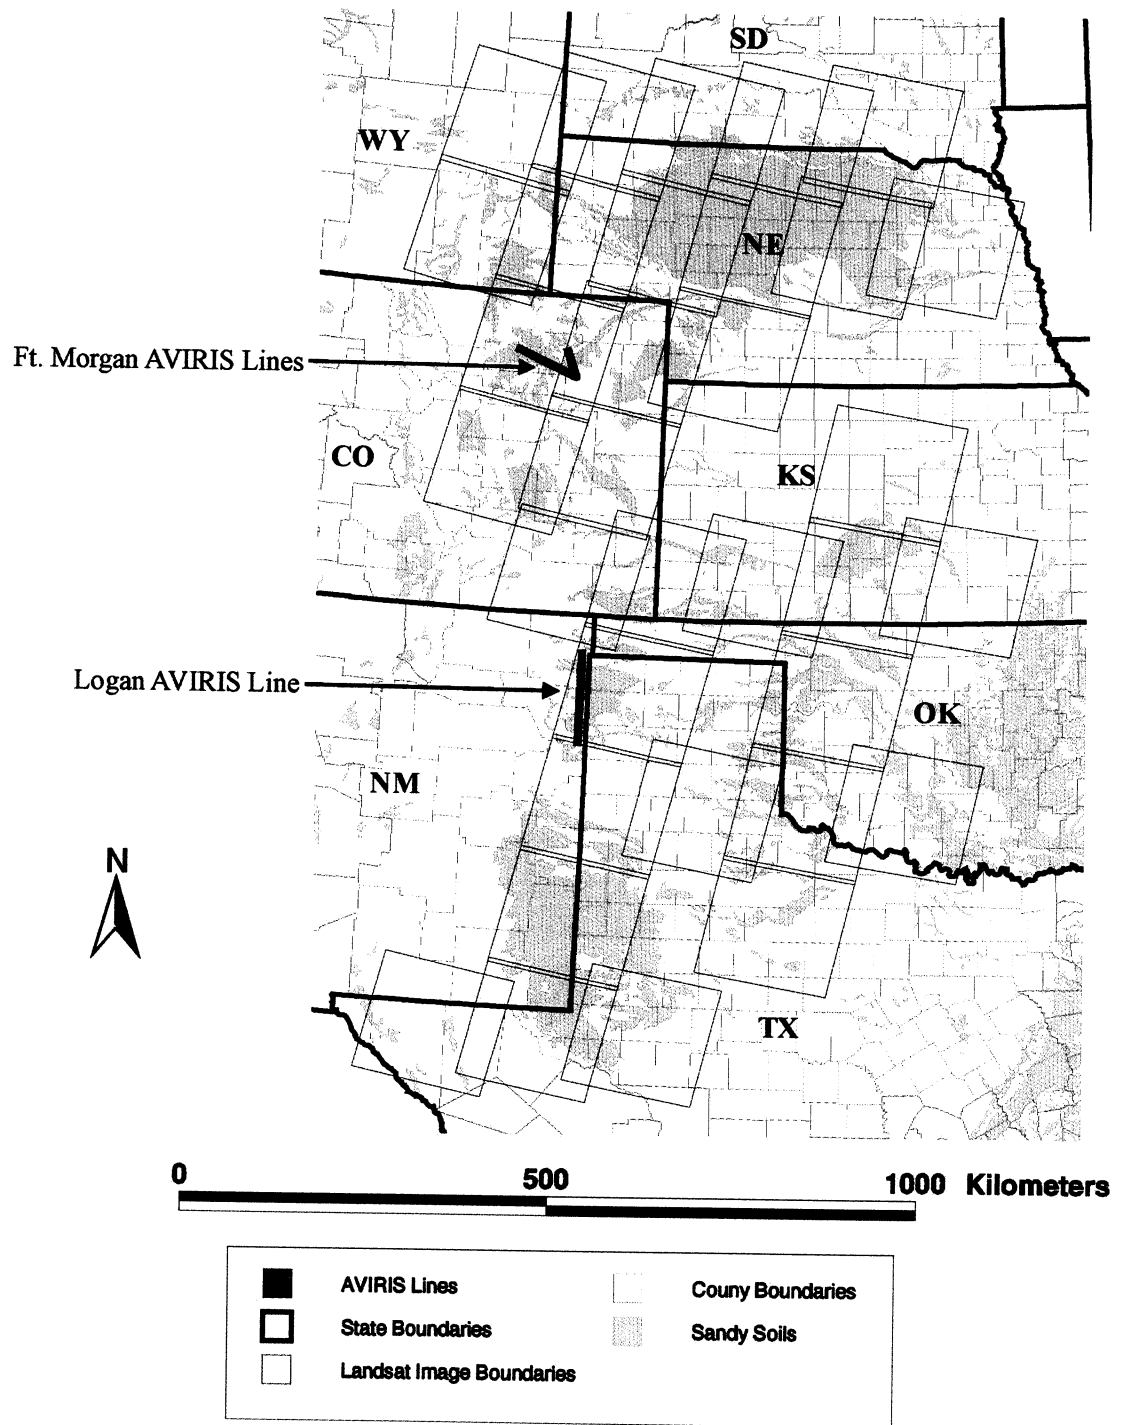 SD
WY
NE
Ft. Morgan AVIRIS Lines
CO
KS
Logan AVIRIS Line
OK
NM
N
TX
0 500 1000 Kilometers
AVIRIS Lines
State Boundaries
Landsat Image Boundaries
Couny Boundaries
Sandy Soils